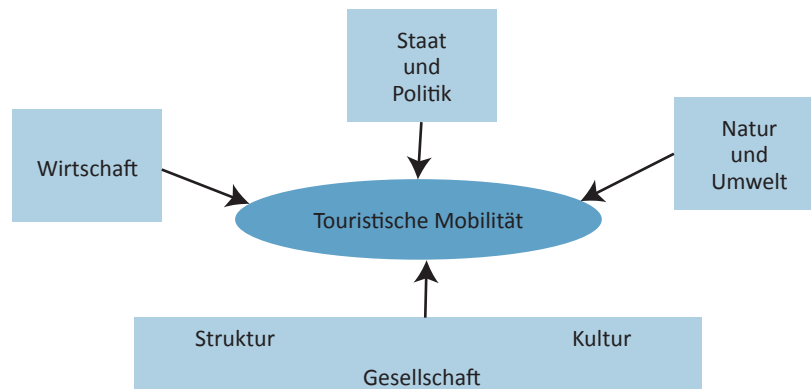 Staat
und
Politik
Wirtschaft
Natur
und
Umwelt
Touristische Mobilität
Struktur Kultur
Gesellschaft